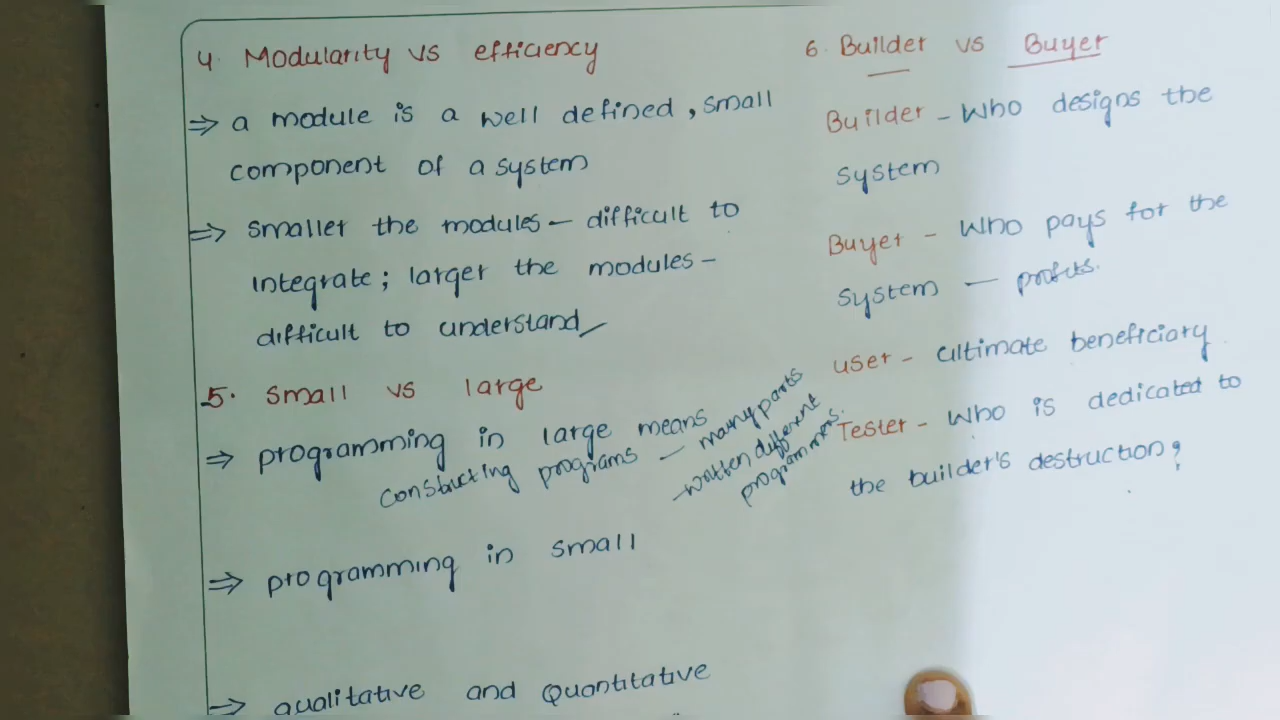 4. Modularity vs efficiency
⇒ a module is a well defined, small
component of a system
⇒ smaller the modules – difficult to
integrate; larger the modules –
difficult to understand
5. small vs large
⇒ programming in large means
constucting programs – many parts
– written different
programmers.
⇒ programming in small
⇒ qualitative and Quantitative
6. Builder vs Buyer
Builder – Who designs the
system
Buyer – Who pays for the
system – profits.
user – ultimate beneficiary
Tester – Who is dedicated to
the builder's destruction;